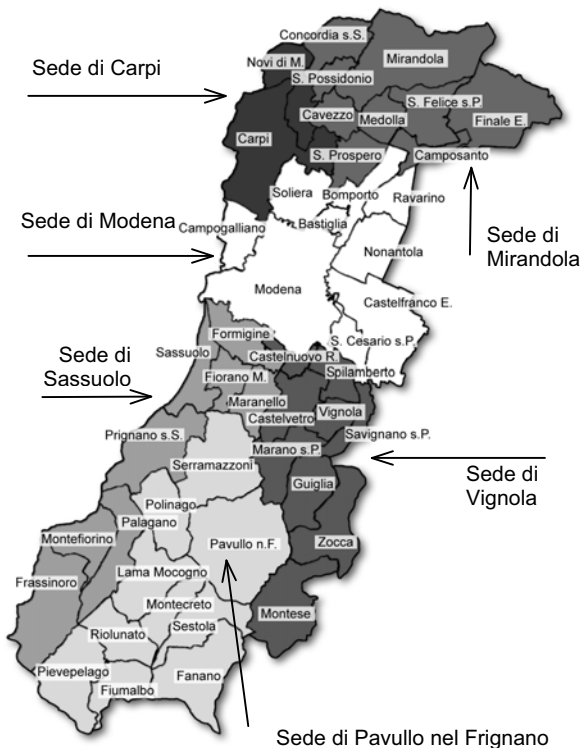 Concordia s.S.
Novi di M.
Mirandola
Sede di Carpi
S. Possidonio
S. Felice s.P.
Cavezzo
Medolla
Finale E.
Carpi
S. Prospero
Camposanto
Soliera
Bomporto
Ravarino
Sede di Modena
Campogalliano
Bastiglia
Sede di
Mirandola
Nonantola
Modena
Castelfranco E.
Formigine
S. Cesario s.P.
Sede di
Sassuolo
Sassuolo
Castelnuovo R.
Fiorano M.
Spilamberto
Maranello
Vignola
Castelvetro
Prignano s.S.
Savignano s.P.
Marano s.P.
Serramazzoni
Sede di
Vignola
Guiglia
Polinago
Palagano
Montefiorino
Pavullo n.F.
Zocca
Lama Mocogno
Frassinoro
Montecreto
Montese
Sestola
Riolunato
Pievepelago
Fanano
Fiumalbo
Sede di Pavullo nel Frignano